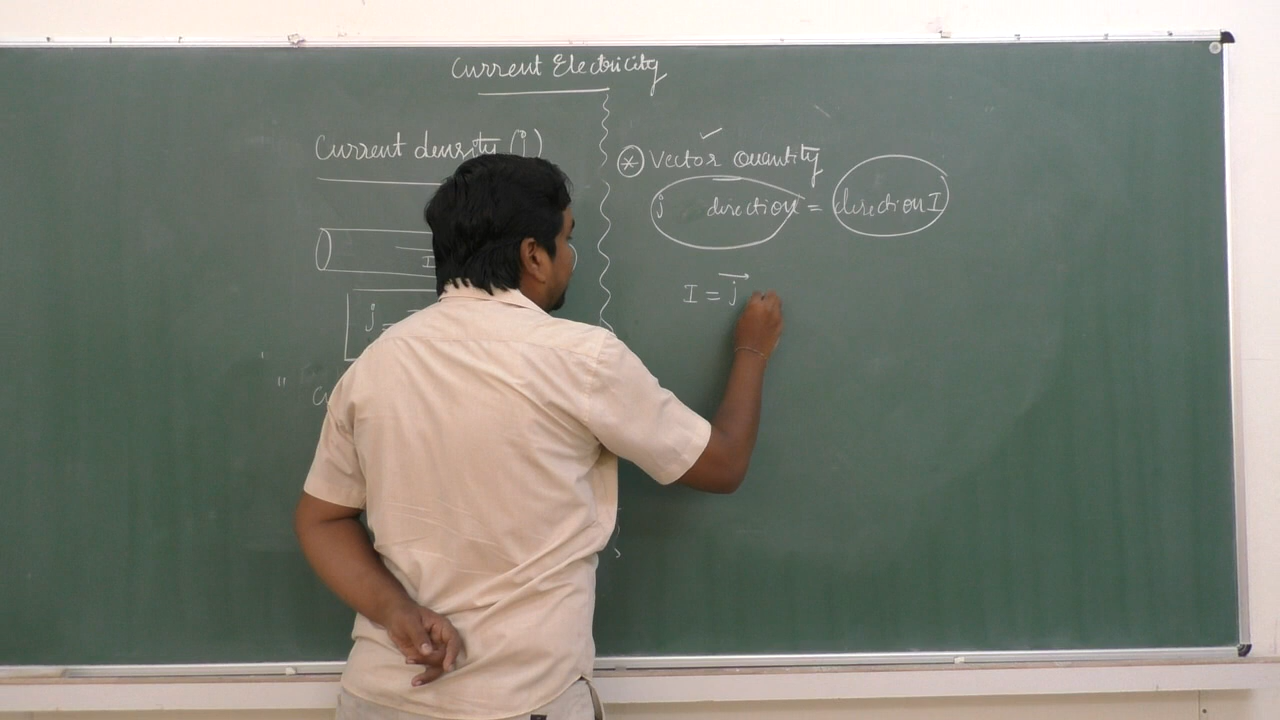 Current Electricity
Current density (j)
I
j =
"
* Vector Quantity
j direction = direction I
I = j